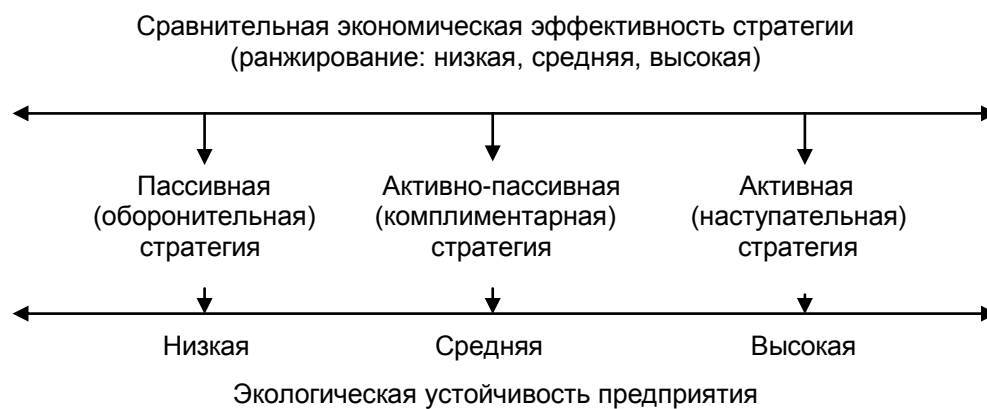 Сравнительная экономическая эффективность стратегии
(ранжирование: низкая, средняя, высокая)
Пассивная
(оборонительная)
стратегия
Активно-пассивная
(комплиментарная)
стратегия
Активная
(наступательная)
стратегия
Низкая
Средняя
Высокая
Экологическая устойчивость предприятия